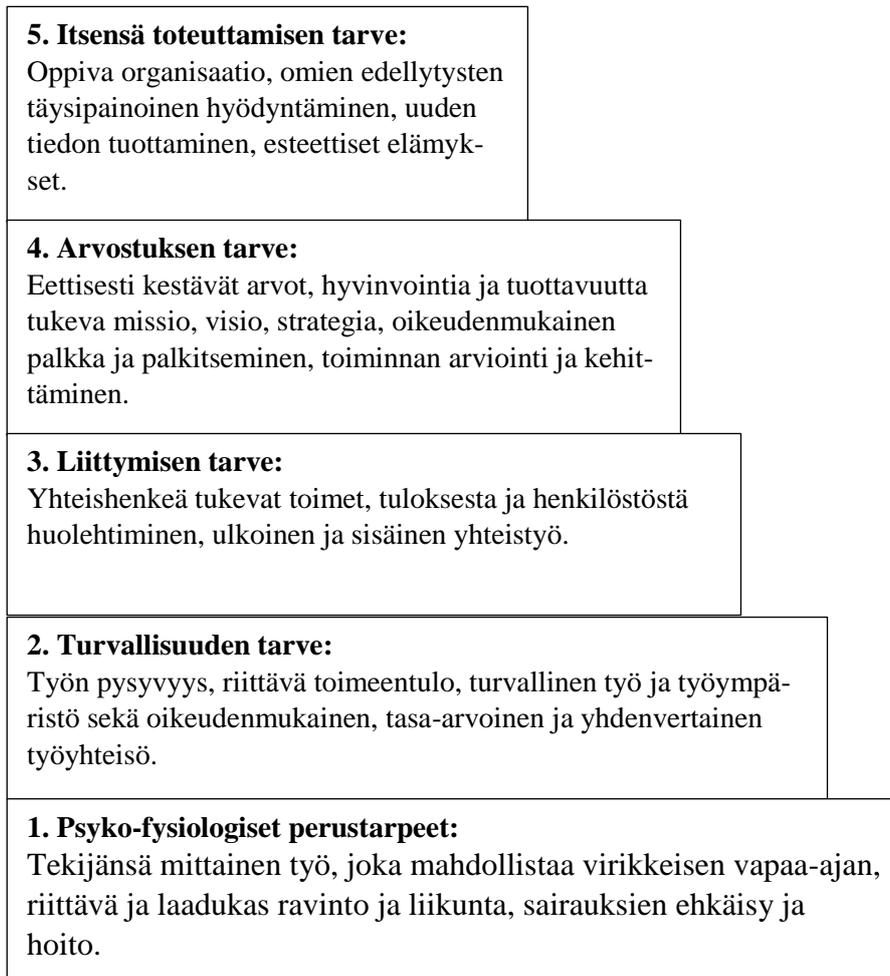 5. Itsensä toteuttamisen tarve:
Oppiva organisaatio, omien edellytysten
täysipainoinen hyödyntäminen, uuden
tiedon tuottaminen, esteettiset elämyk-
set.
4. Arvostuksen tarve:
Eettisesti kestävät arvot, hyvinvointia ja tuottavuutta
tukeva missio, visio, strategia, oikeudenmukainen
palkka ja palkitseminen, toiminnan arviointi ja kehit-
täminen.
3. Liittymisen tarve:
Yhteishenkeä tukevat toimet, tuloksesta ja henkilöstöstä
huolehtiminen, ulkoinen ja sisäinen yhteistyö.
2. Turvallisuuden tarve:
Työn pysyvyys, riittävä toimeentulo, turvallinen työ ja työympä-
ristö sekä oikeudenmukainen, tasa-arvoinen ja yhdenvertainen
työyhteisö.
1. Psyko-fysiologiset perustarpeet:
Tekijänsä mittainen työ, joka mahdollistaa virikkeisen vapaa-ajan,
riittävä ja laadukas ravinto ja liikunta, sairauksien ehkäisy ja
hoito.